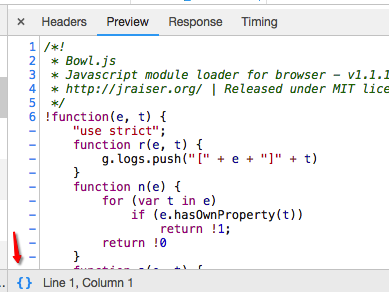 × Headers Preview Response Timing
1 /*!
2 * Bowl.js
3 * Javascript module loader for browser - v1.1.1
4 * http://jraiser.org/ | Released under MIT lice
5 */
6 !function(e, t) {
- "use strict";
- function r(e, t) {
- g.logs.push("[" + e + "]" + t)
- }
- function n(e) {
- for (var t in e)
- if (e.hasOwnProperty(t))
- return !1;
- return !0
- }
{} Line 1, Column 1